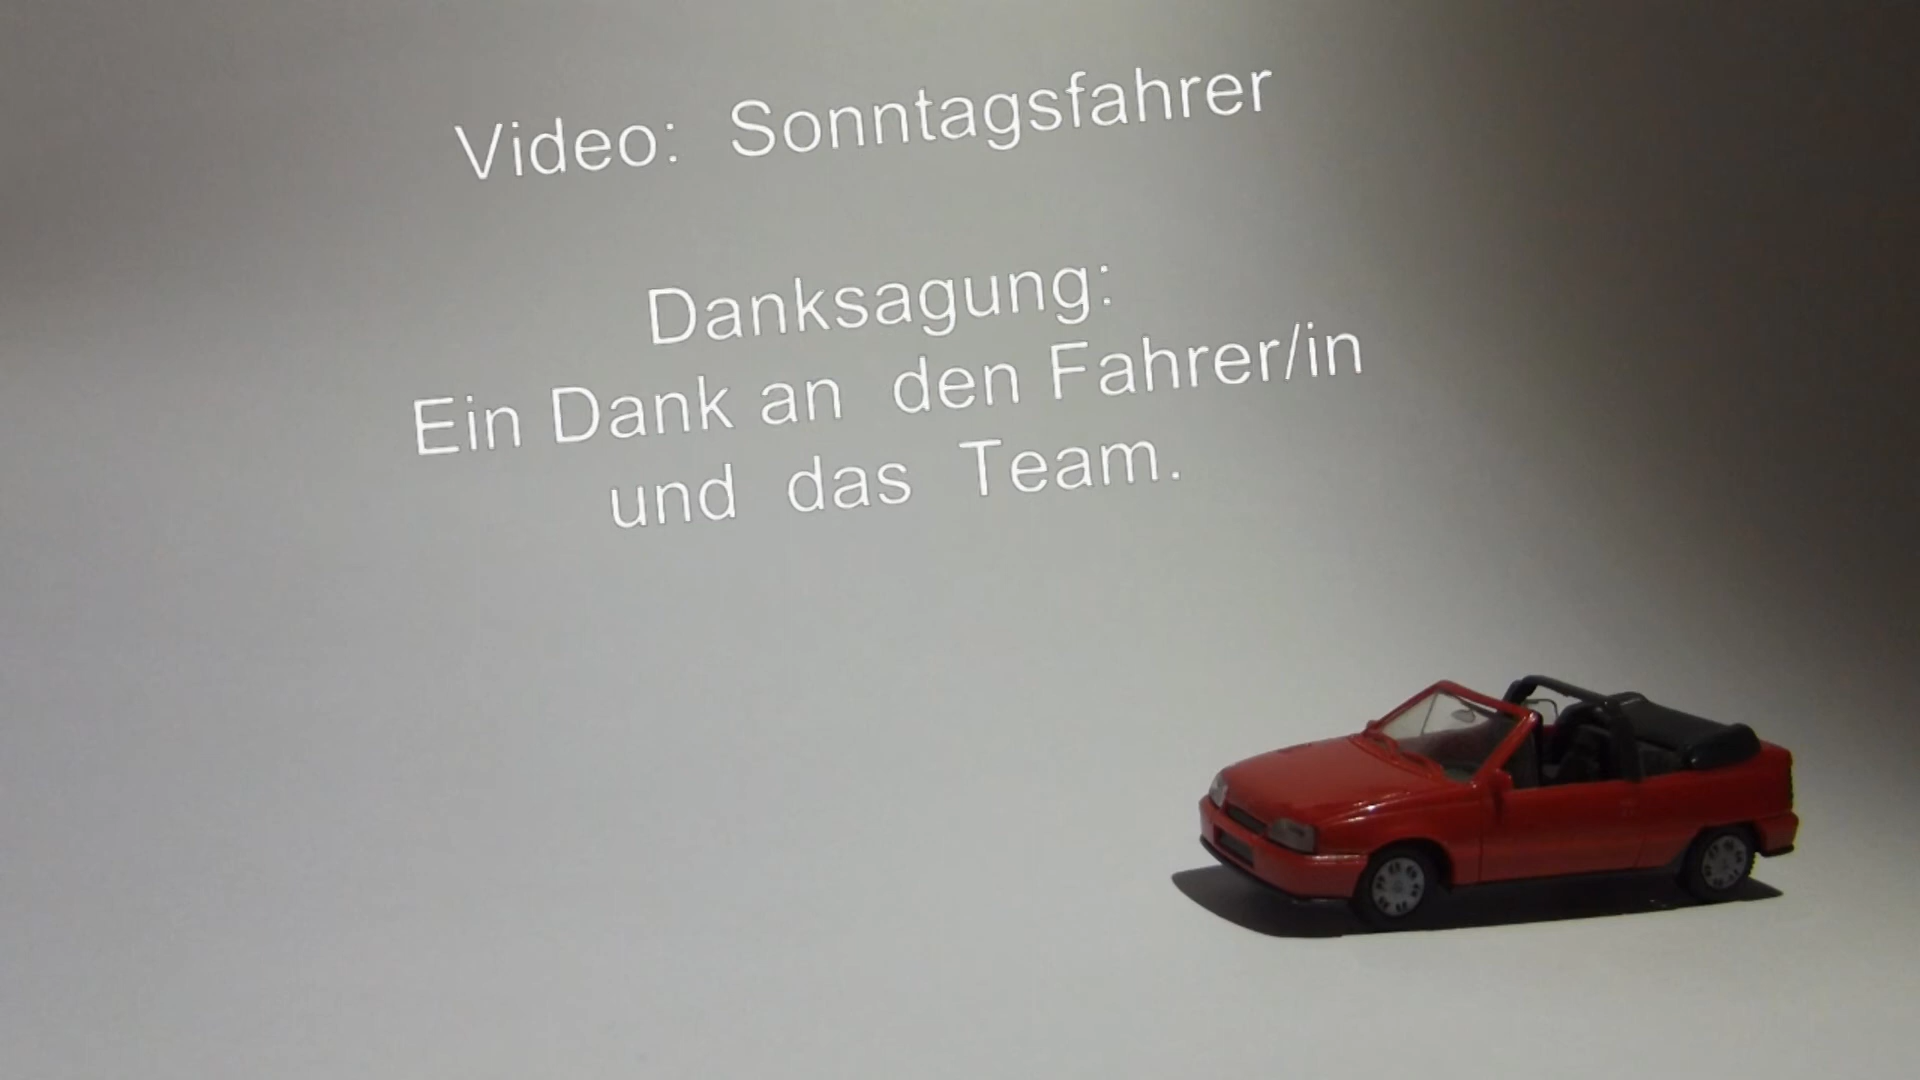 Video: Sonntagsfahrer
Danksagung:
Ein Dank an den Fahrer/in
und das Team.